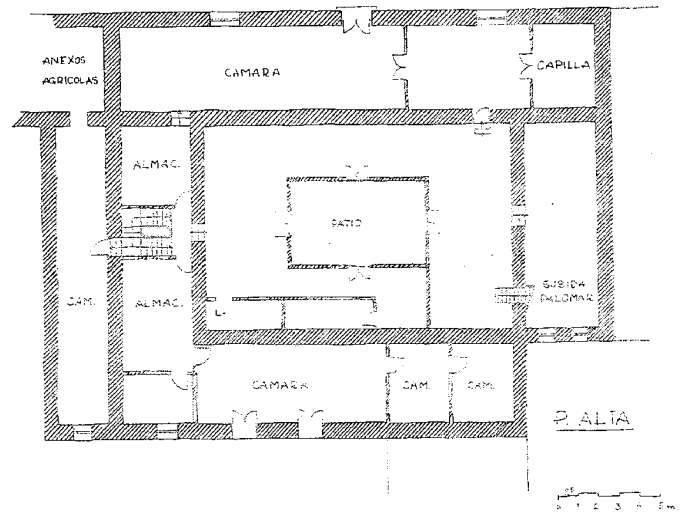 ANEXOS
AGRICOLAS
CAMARA
CAPILLA
ALMAC.
PATIO
CAM.
ALMAC.
L.
SUBIDA
PALOMAR
CAMARA
CAM.
CAM.
P. ALTA
0 1 2 3 4 5 m.